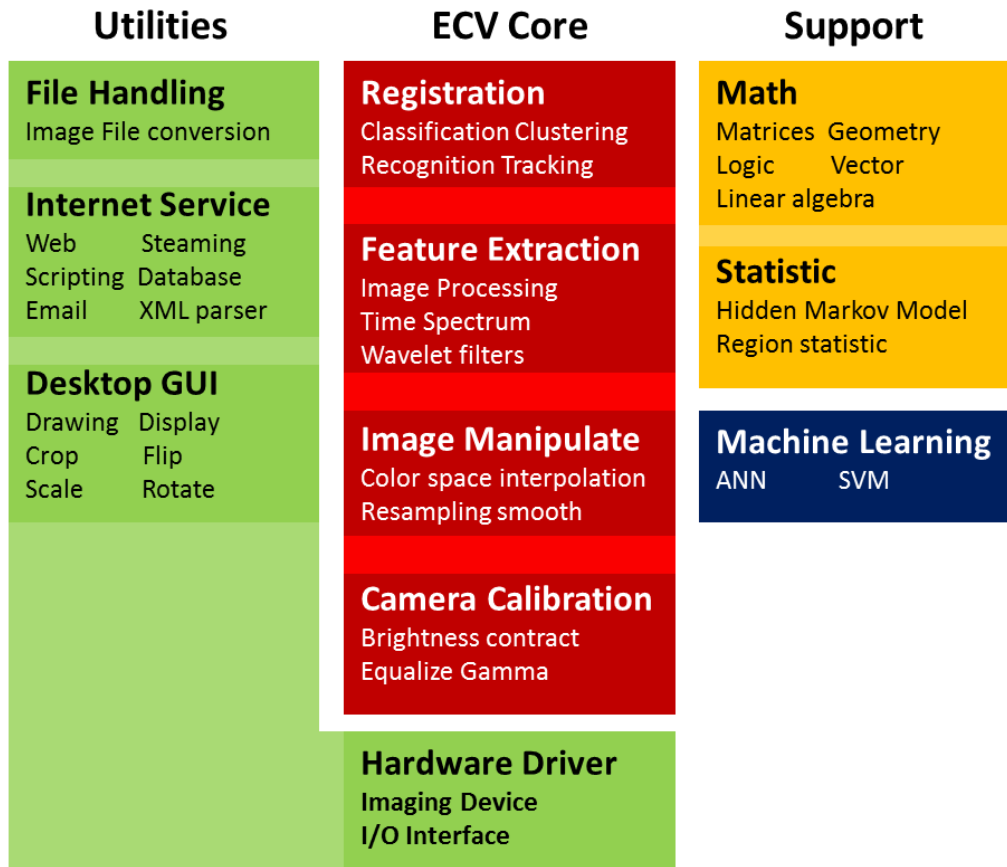 Utilities
File Handling
Image File conversion
Internet Service
Web Steaming
Scripting Database
Email XML parser
Desktop GUI
Drawing Display
Crop Flip
Scale Rotate
ECV Core
Registration
Classification Clustering
Recognition Tracking
Feature Extraction
Image Processing
Time Spectrum
Wavelet filters
Image Manipulate
Color space interpolation
Resampling smooth
Camera Calibration
Brightness contract
Equalize Gamma
Hardware Driver
Imaging Device
I/O Interface
Support
Math
Matrices Geometry
Logic Vector
Linear algebra
Statistic
Hidden Markov Model
Region statistic
Machine Learning
ANN SVM